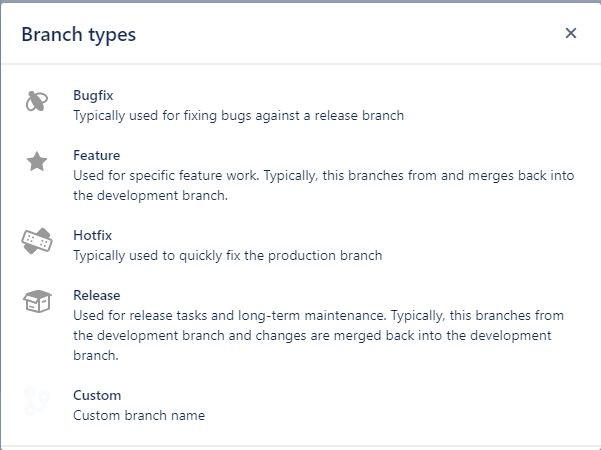 Branch types
Bugfix
Typically used for fixing bugs against a release branch
Feature
Used for specific feature work. Typically, this branches from and merges back into
the development branch.
Hotfix
Typically used to quickly fix the production branch
Release
Used for release tasks and long-term maintenance. Typically, this branches from
the development branch and changes are merged back into the development
branch.
Custom
Custom branch name